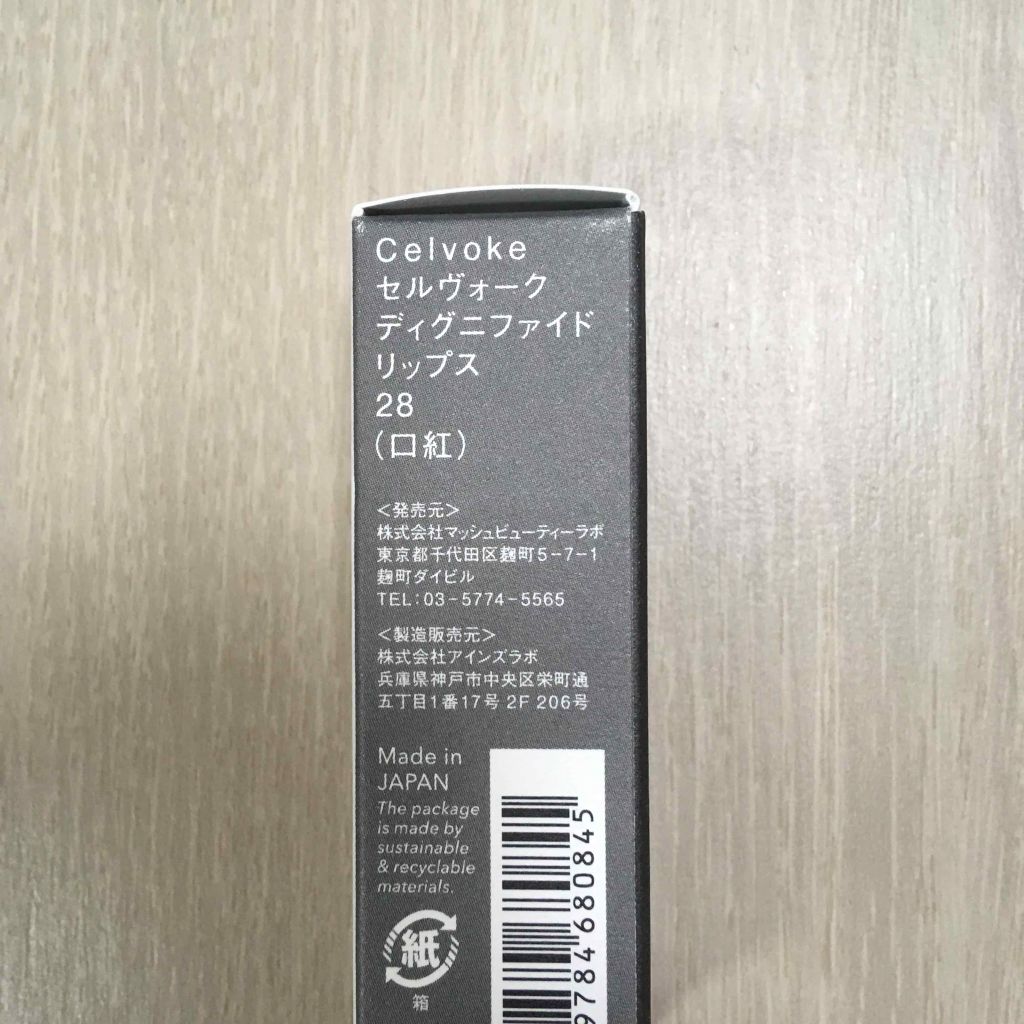 Celvoke
セルヴォーク
ディグニファイド
リップス
28
(口紅)
<発売元>
株式会社マッシュビューティーラボ
東京都千代田区麹町5-7-1
麹町ダイビル
TEL:03-5774-5565
<製造販売元>
株式会社アインズラボ
兵庫県神戸市中央区栄町通
五丁目1番17号 2F 206号
Made in
JAPAN
The package
is made by
sustainable
& recyclable
materials.
紙
箱
9784680845